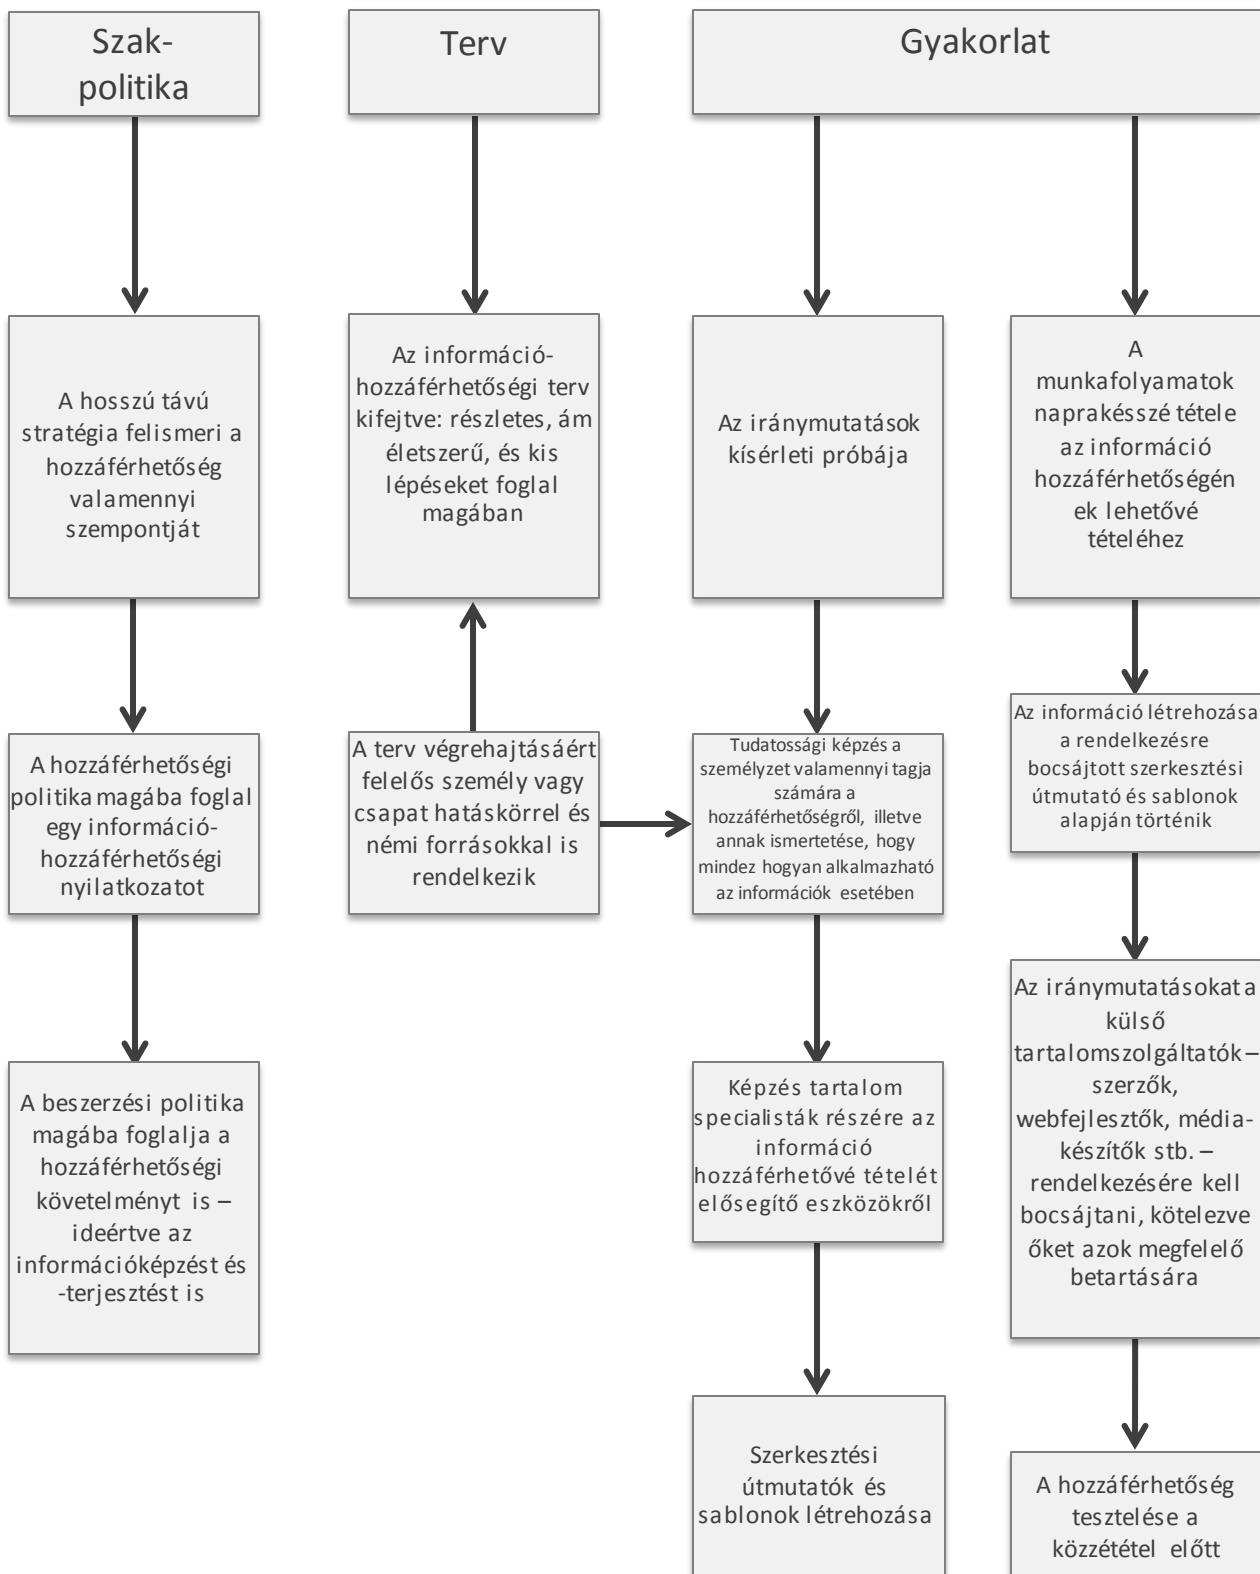 Szak-
politika
Terv
Gyakorlat
A hosszú távú
stratégia felismeri a
hozzáférhetőség
valamennyi
szempontját
Az információ-
hozzáférhetőségi terv
kifejtve: részletes, ám
életszerű, és kis
lépéseket foglal
magában
Az iránymutatások
kísérleti próbája
A
munkafolyamatok
naprakésszé tétele
az információ
hozzáférhetőségén
ek lehetővé
tételéhez
A hozzáférhetőségi
politika magába foglal
egy információ-
hozzáférhetőségi
nyilatkozatot
A terv végrehajtásáért
felelős személy vagy
csapat hatáskörrel és
némi forrásokkal is
rendelkezik
Tudatossági képzés a
személyzet valamennyi tagja
számára a
hozzáférhetőségről, illetve
annak ismertetése, hogy
mindez hogyan alkalmazható
az információk esetében
Az információ létrehozása
a rendelkezésre
bocsájtott szerkesztési
útmutató és sablonok
alapján történik
A beszerzési politika
magába foglalja a
hozzáférhetőségi
követelményt is –
ideértve az
információképzést és
-terjesztést is
Képzés tartalom
specialisták részére az
információ
hozzáférhetővé tételét
elősegítő eszközökről
Az iránymutatásokat a
külső
tartalomszolgáltatók –
szerzők,
webfejlesztők, média-
készítők stb. –
rendelkezésére kell
bocsájtani, kötelezve
őket azok megfelelő
betartására
Szerkesztési
útmutatók és
sablonok létrehozása
A hozzáférhetőség
tesztelése a
közzététel előtt